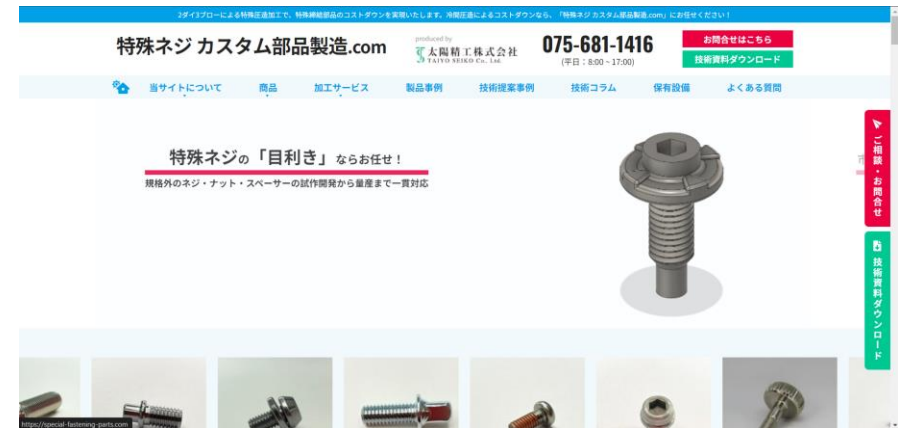 2ダイ3ブローによる特殊圧造加工で、特殊締結部品のコストダウンを実現いたします。冷間圧造によるコストダウンなら、「特殊ネジカスタム部品製造.com」にお任せください！
特殊ネジ カスタム部品製造.com
produced by
太陽精工株式会社
TAIYO SEIKO Co., Ltd.
075-681-1416
(平日：8:00～17:00)
お問合せはこちら
技術資料ダウンロード
当サイトについて
商品
加工サービス
製品事例
技術提案事例
技術コラム
保有設備
よくある質問
特殊ネジの「目利き」ならお任せ！
規格外のネジ・ナット・スペーサーの試作開発から量産まで一貫対応
ご相談・お問合せ
技術資料ダウンロード
https://special-fastening-parts.com